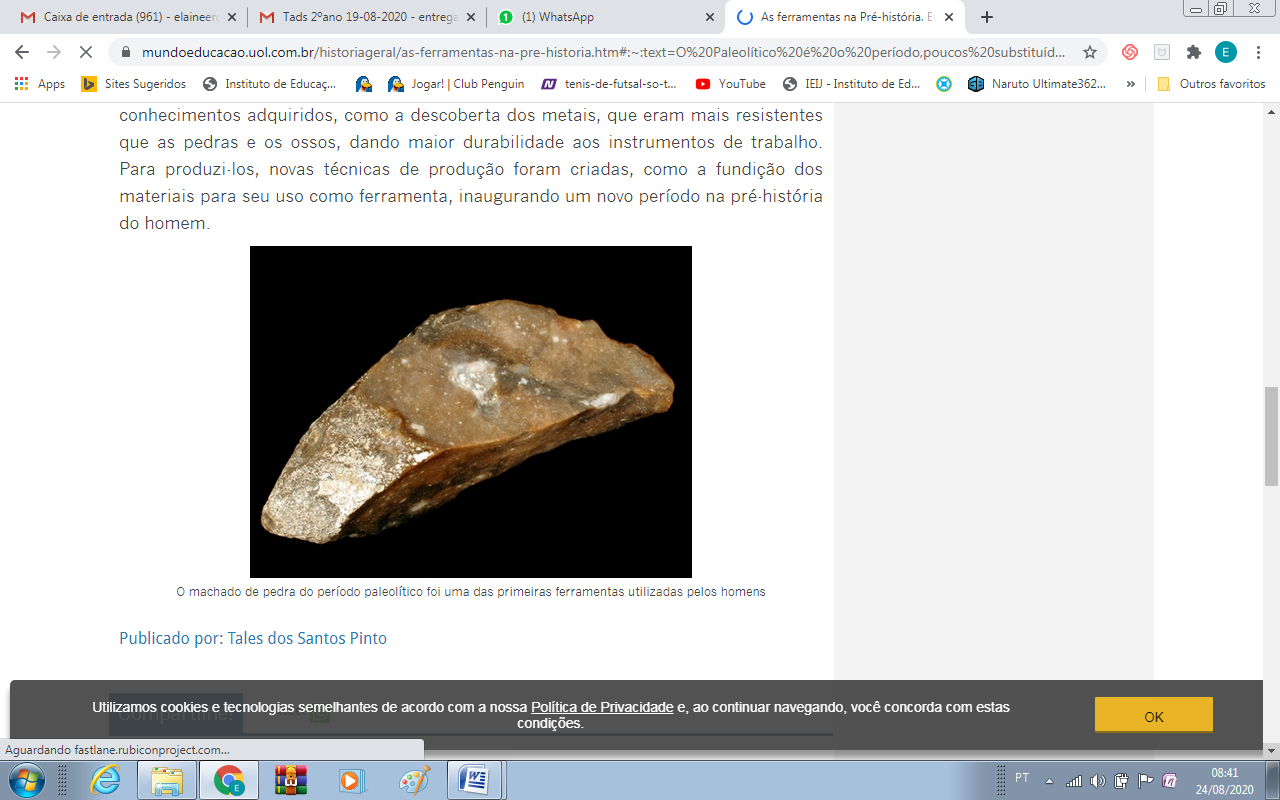 Caixa de entrada (961) - elaineer
Tads 2ºano 19-08-2020 - entrega
(1) WhatsApp
As ferramentas na Pré-história. E
mundoeducacao.uol.com.br/historiageral/as-ferramentas-na-pre-historia.htm#:~:text=O%20Paleolítico%20é%20o%20período,poucos%20substituíd...
E
Apps
Sites Sugeridos
Instituto de Educaç...
Jogar! | Club Penguin
tenis-de-futsal-so-t...
YouTube
IEIJ - Instituto de Ed...
Naruto Ultimate362...
»
Outros favoritos
conhecimentos adquiridos, como a descoberta dos metais, que eram mais resistentes
que as pedras e os ossos, dando maior durabilidade aos instrumentos de trabalho.
Para produzi-los, novas técnicas de produção foram criadas, como a fundição dos
materiais para seu uso como ferramenta, inaugurando um novo período na pré-história
do homem.
O machado de pedra do período paleolítico foi uma das primeiras ferramentas utilizadas pelos homens
Publicado por: Tales dos Santos Pinto
Compartilhe!
Utilizamos cookies e tecnologias semelhantes de acordo com a nossa Política de Privacidade e, ao continuar navegando, você concorda com estas
condições.
OK
Aguardando fastlane.rubiconproject.com...
PT
08:41
24/08/2020